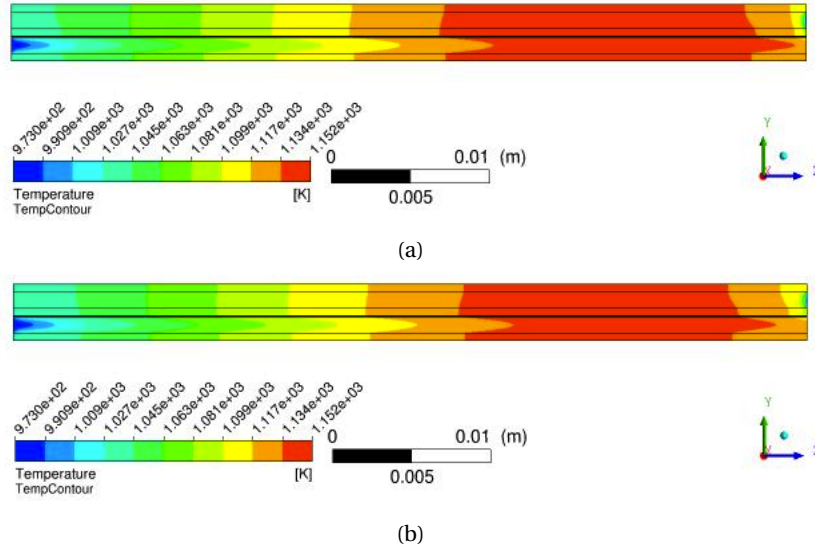 9.730e+02
9.909e+02
1.009e+03
1.027e+03
1.045e+03
1.063e+03
1.081e+03
1.099e+03
1.117e+03
1.134e+03
1.152e+03
Temperature [K]
TempContour
0 0.01 (m)
0.005
Y
Z
(a)
9.730e+02
9.909e+02
1.009e+03
1.027e+03
1.045e+03
1.063e+03
1.081e+03
1.099e+03
1.117e+03
1.134e+03
1.152e+03
Temperature [K]
TempContour
0 0.01 (m)
0.005
Y
Z
(b)